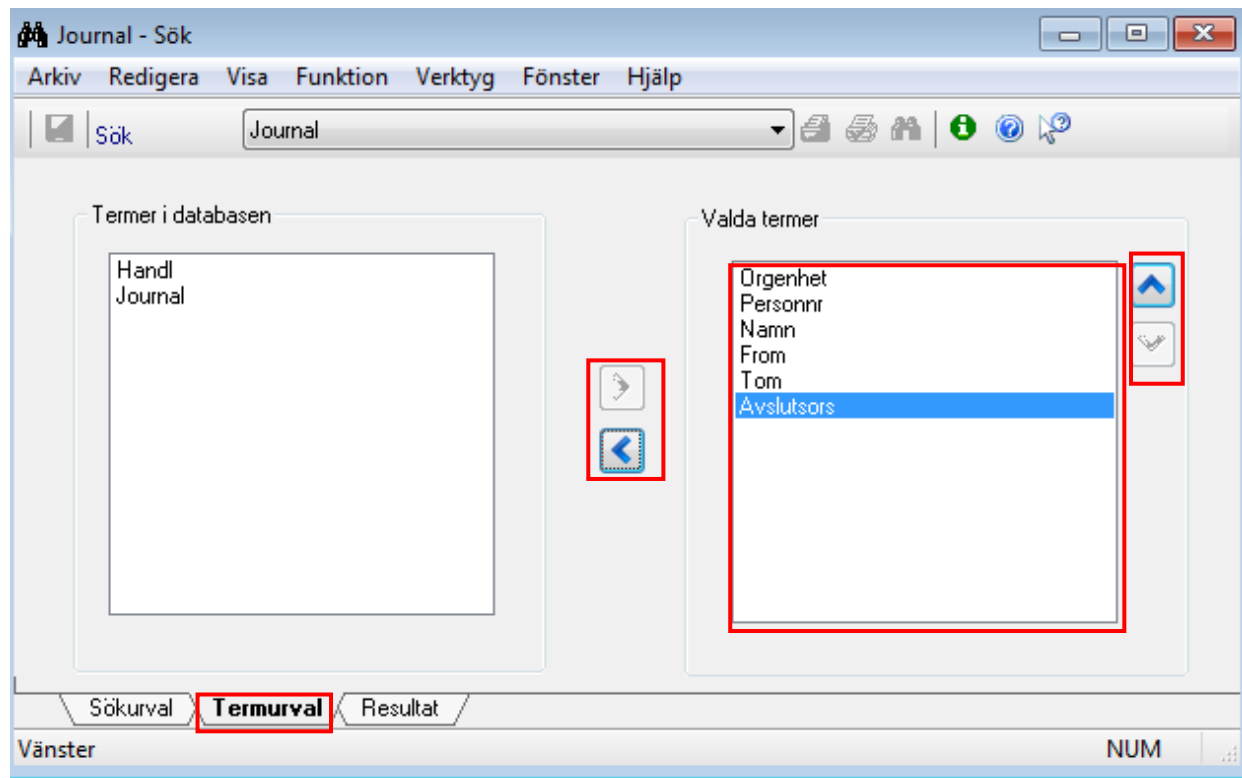 Journal - Sök
Arkiv Redigera Visa Funktion Verktyg Fönster Hjälp
Sök Journal
Termer i databasen
Handl
Journal
Valda termer
Orgenhet
Personnr
Namn
From
Tom
Avslutsors
Sökurval Termurval Resultat
Vänster NUM